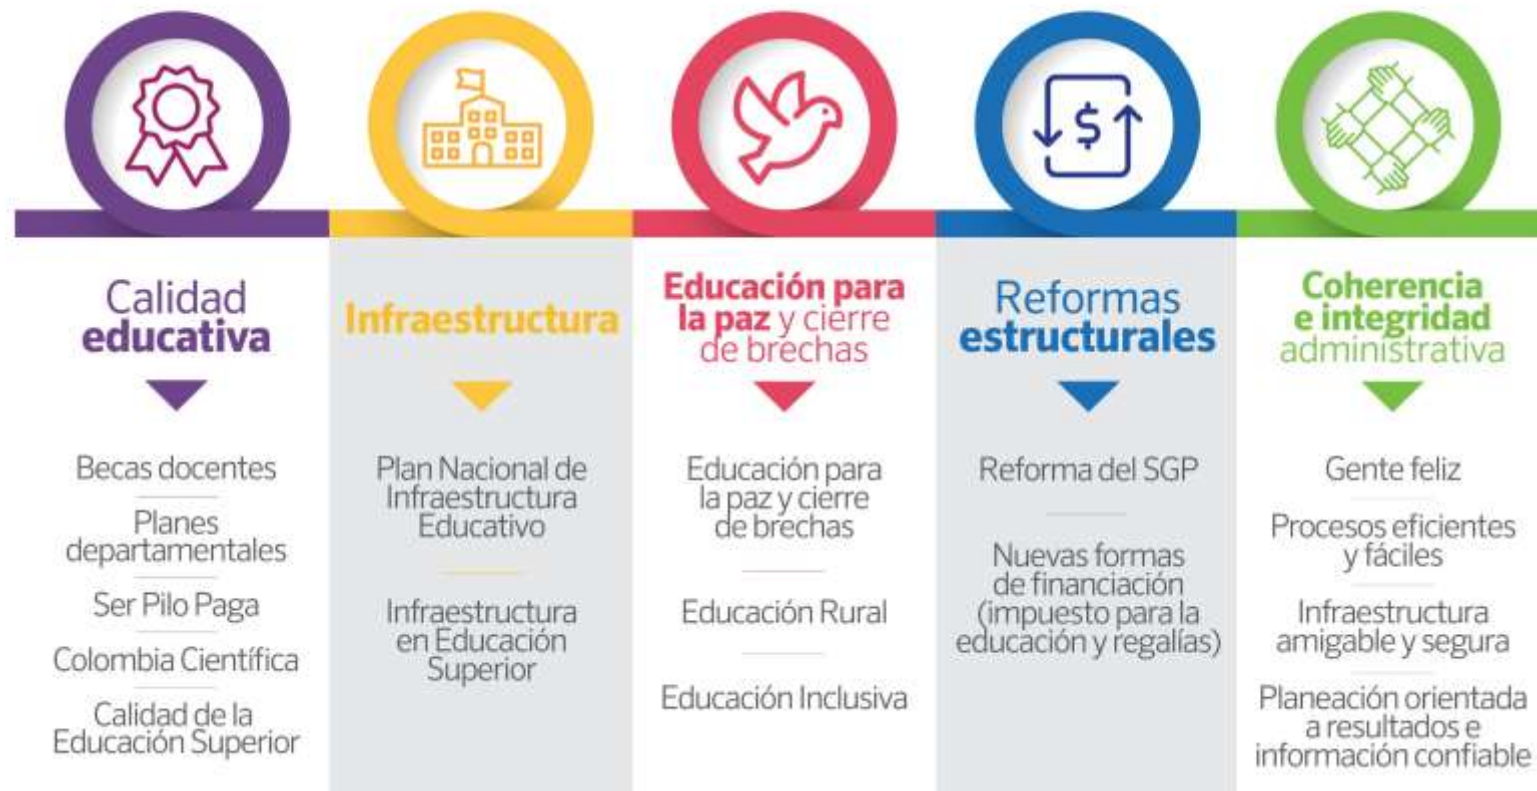 $
Calidad
educativa
Becas docentes
Planes
departamentales
Ser Pilo Paga
Colombia Científica
Calidad de la
Educación Superior
Infraestructura
Plan Nacional de
Infraestructura
Educativo
Infraestructura
en Educación
Superior
Educación para
la paz y cierre
de brechas
Educación para
la paz y cierre
de brechas
Educación Rural
Educación Inclusiva
Reformas
estructurales
Reforma del SGP
Nuevas formas
de financiación
(impuesto para la
educación y regalías)
Coherencia
e integridad
administrativa
Gente feliz
Procesos eficientes
y fáciles
Infraestructura
amigable y segura
Planeación orientada
a resultados e
información confiable